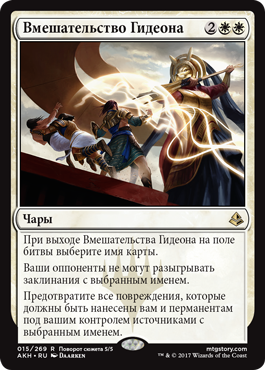 Вмешательство Гидеона 2
Чары
При выходе Вмешательства Гидеона на поле
битвы выберите имя карты.
Ваши оппоненты не могут разыгрывать
заклинания с выбранным именем.
Предотвратите все повреждения, которые
должны быть нанесены вам и перманентам
под вашим контролем источниками с
выбранным именем.
015/269 R Поворот сюжета 5/5 mtgstory.com
AKH • RU Daarken ™ & © 2017 Wizards of the Coast